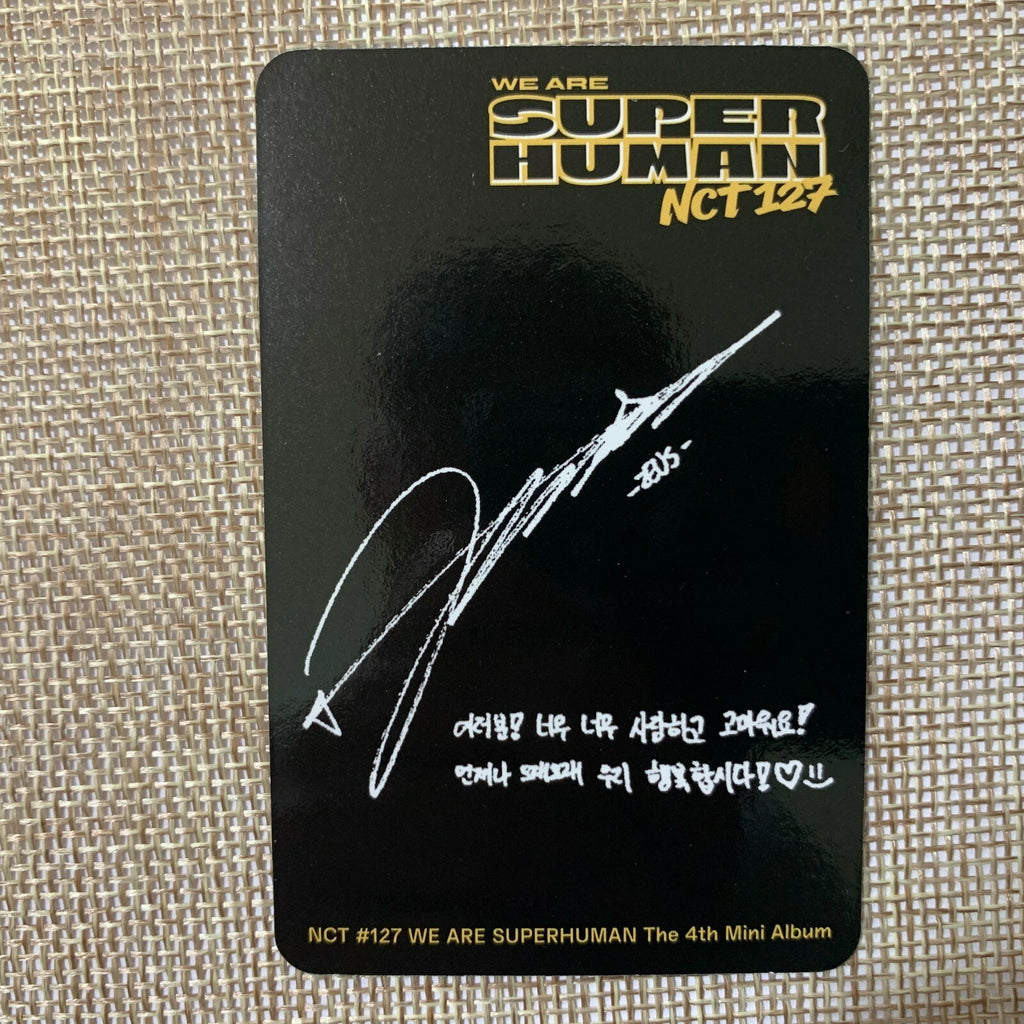 WE ARE
SUPER
HUMAN
NCT 127
-ZEUS-
여러분! 너무 너무 사랑하고 고마워요!
언제나 오래오래 우리 행복합시다!♡
NCT #127 WE ARE SUPERHUMAN The 4th Mini Album